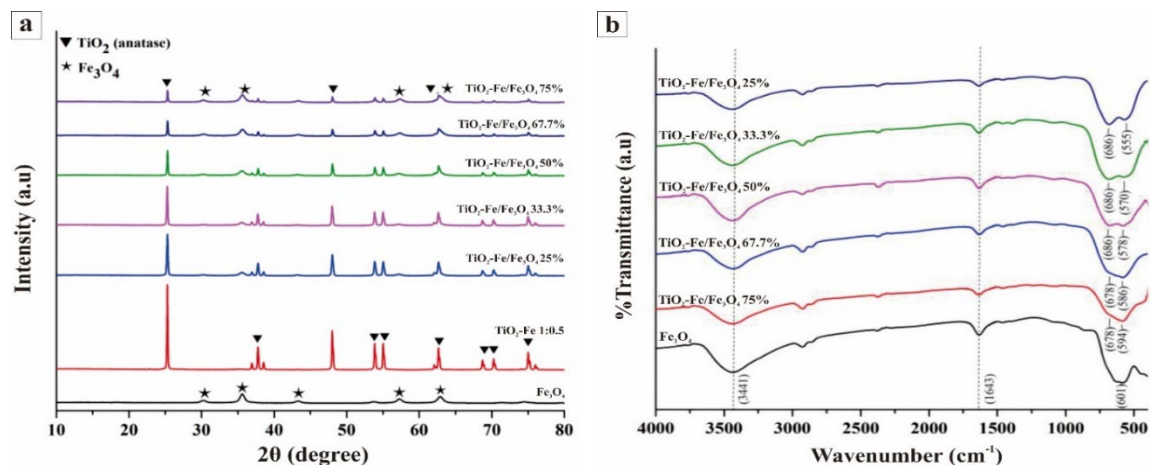 a
▼ TiO₂ (anatase)
★ Fe₃O₄
TiO₂-Fe/Fe₃O₄ 75%
TiO₂-Fe/Fe₃O₄ 67.7%
TiO₂-Fe/Fe₃O₄ 50%
TiO₂-Fe/Fe₃O₄ 33.3%
TiO₂-Fe/Fe₃O₄ 25%
TiO₂-Fe 1:0.5
Fe₃O₄
Intensity (a.u)
10 20 30 40 50 60 70 80
2θ (degree)
b
TiO₂-Fe/Fe₃O₄ 25%
(686) (555)
TiO₂-Fe/Fe₃O₄ 33.3%
(686) (570)
TiO₂-Fe/Fe₃O₄ 50%
(686) (578)
TiO₂-Fe/Fe₃O₄ 67.7%
(678) (586)
TiO₂-Fe/Fe₃O₄ 75%
(678) (594)
Fe₃O₄
(3441) (1643) (601)
%Transmittance (a.u)
4000 3500 3000 2500 2000 1500 1000 500
Wavenumber (cm⁻¹)